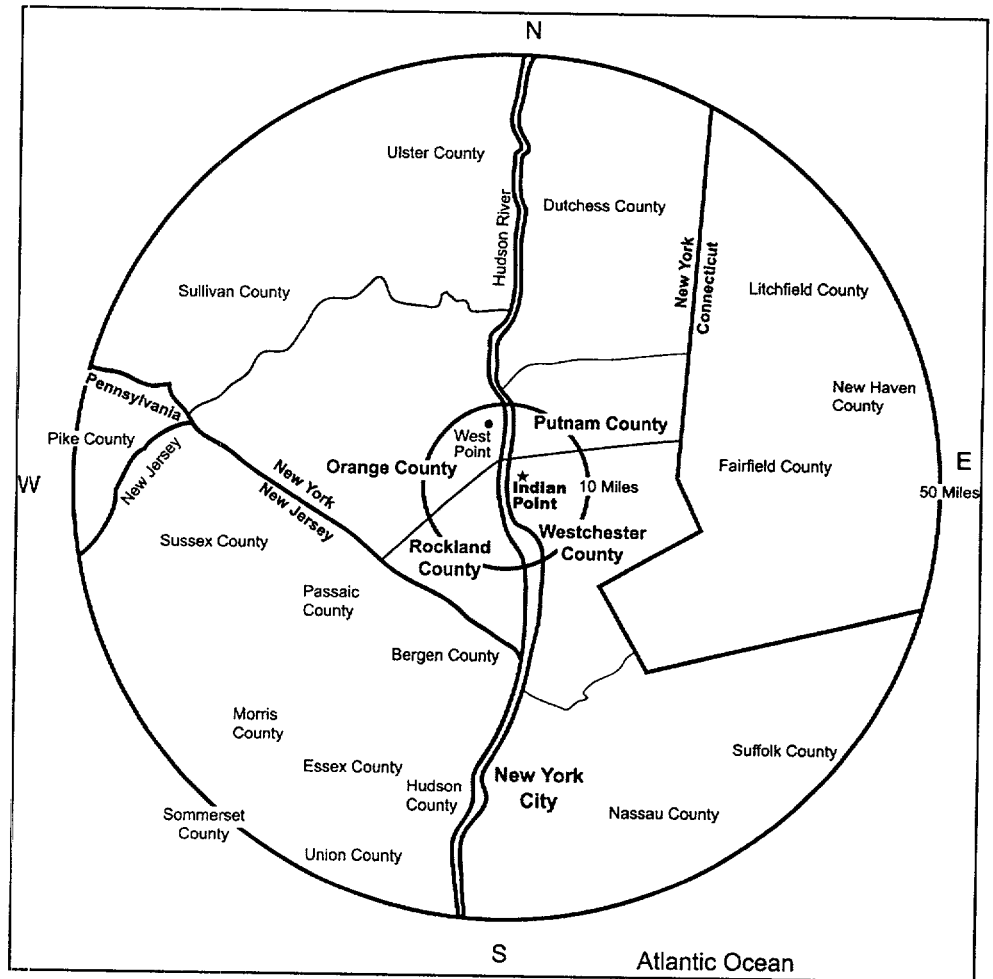 N
Ulster County
Hudson River
Dutchess County
New York
Connecticut
Sullivan County
Litchfield County
Pennsylvania
New Haven
County
Pike County
New Jersey
West
Point
Putnam County
Orange County
New York
New Jersey
Fairfield County
W
E
50 Miles
Indian
Point
10 Miles
Sussex County
Rockland
County
Westchester
County
Passaic
County
Bergen County
Morris
County
Essex County
Hudson
County
New York
City
Suffolk County
Nassau County
Sommerset
County
Union County
S
Atlantic Ocean